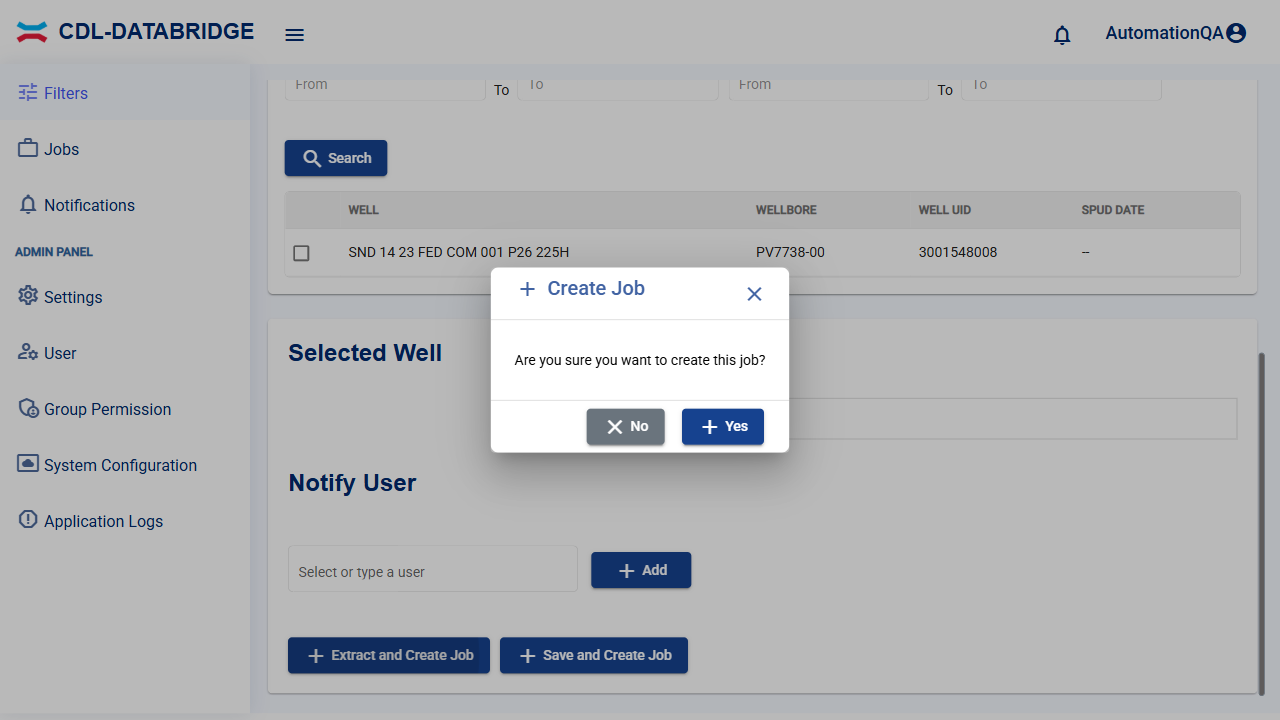 CDL-DATABRIDGE
AutomationQA
Filters
Jobs
Notifications
ADMIN PANEL
Settings
User
Group Permission
System Configuration
Application Logs
From To To From To To
Search
WELL WELLBORE WELL UID SPUD DATE
SND 14 23 FED COM 001 P26 225H PV7738-00 3001548008 --
Create Job
Are you sure you want to create this job?
No Yes
Selected Well
Notify User
Select or type a user Add
Extract and Create Job Save and Create Job